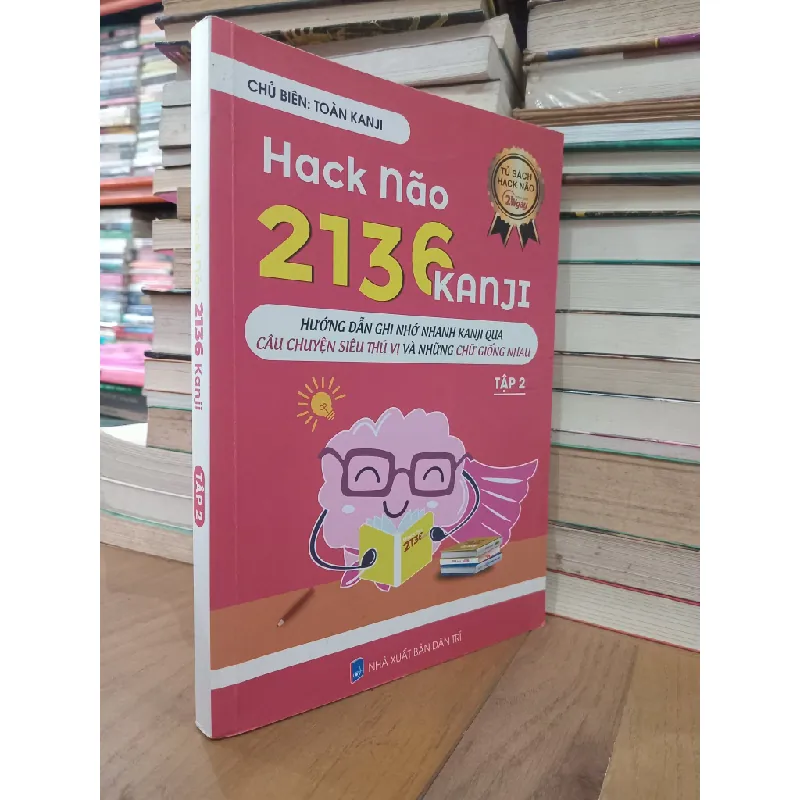 CHỦ BIÊN: TOÀN KANJI
Hack Não
2136
KANJI
TỦ SÁCH
HACK NÃO
HƯỚNG DẪN GHI NHỚ NHANH KANJI QUA
CÂU CHUYỆN SIÊU THÚ VỊ VÀ NHỮNG CHỮ GIỐNG NHAU
TẬP 2
2136
NHÀ XUẤT BẢN DÂN TRÍ
Hack Não 2136 Kanji TẬP 2